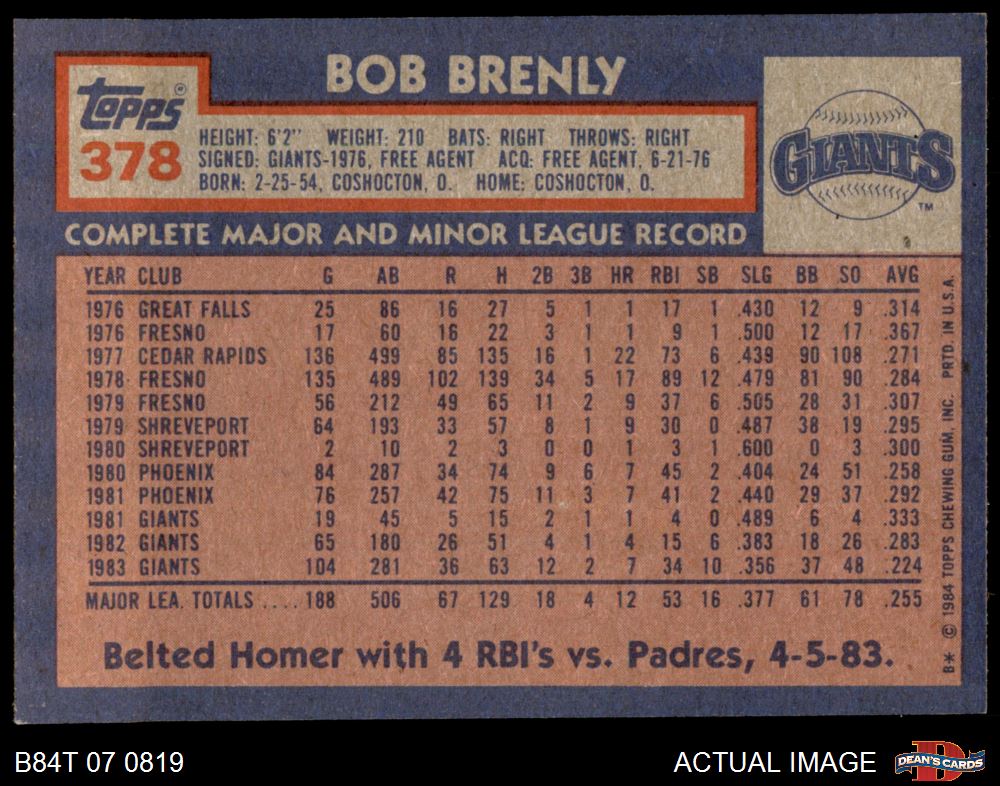 BOB BRENLY
Topps®
378
HEIGHT: 6'2'' WEIGHT: 210 BATS: RIGHT THROWS: RIGHT
SIGNED: GIANTS-1976, FREE AGENT ACQ: FREE AGENT, 6-21-76
BORN: 2-25-54, COSHOCTON, O. HOME: COSHOCTON, O.
GIANTS
TM
COMPLETE MAJOR AND MINOR LEAGUE RECORD
YEAR CLUB G AB R H 2B 3B HR RBI SB SLG BB SO AVG
1976 GREAT FALLS 25 86 16 27 5 1 1 17 1 .430 12 9 .314
1976 FRESNO 17 60 16 22 3 1 1 9 1 .500 12 17 .367
1977 CEDAR RAPIDS 136 499 85 135 16 1 22 73 6 .439 90 108 .271
1978 FRESNO 135 489 102 139 34 5 17 89 12 .479 81 90 .284
1979 FRESNO 56 212 49 65 11 2 9 37 6 .505 28 31 .307
1979 SHREVEPORT 64 193 33 57 8 1 9 30 0 .487 38 19 .295
1980 SHREVEPORT 2 10 2 3 0 0 1 3 1 .600 0 3 .300
1980 PHOENIX 84 287 34 74 9 6 7 45 2 .404 24 51 .258
1981 PHOENIX 76 257 42 75 11 3 7 41 2 .440 29 37 .292
1981 GIANTS 19 45 5 15 2 1 1 4 0 .489 6 4 .333
1982 GIANTS 65 180 26 51 4 1 4 15 6 .383 18 26 .283
1983 GIANTS 104 281 36 63 12 2 7 34 10 .356 37 48 .224
MAJOR LEA. TOTALS .... 188 506 67 129 18 4 12 53 16 .377 61 78 .255
Belted Homer with 4 RBI's vs. Padres, 4-5-83.
B* © 1984 TOPPS CHEWING GUM, INC. PRTD. IN U.S.A.
B84T 07 0819
ACTUAL IMAGE
D
DEAN'S CARDS